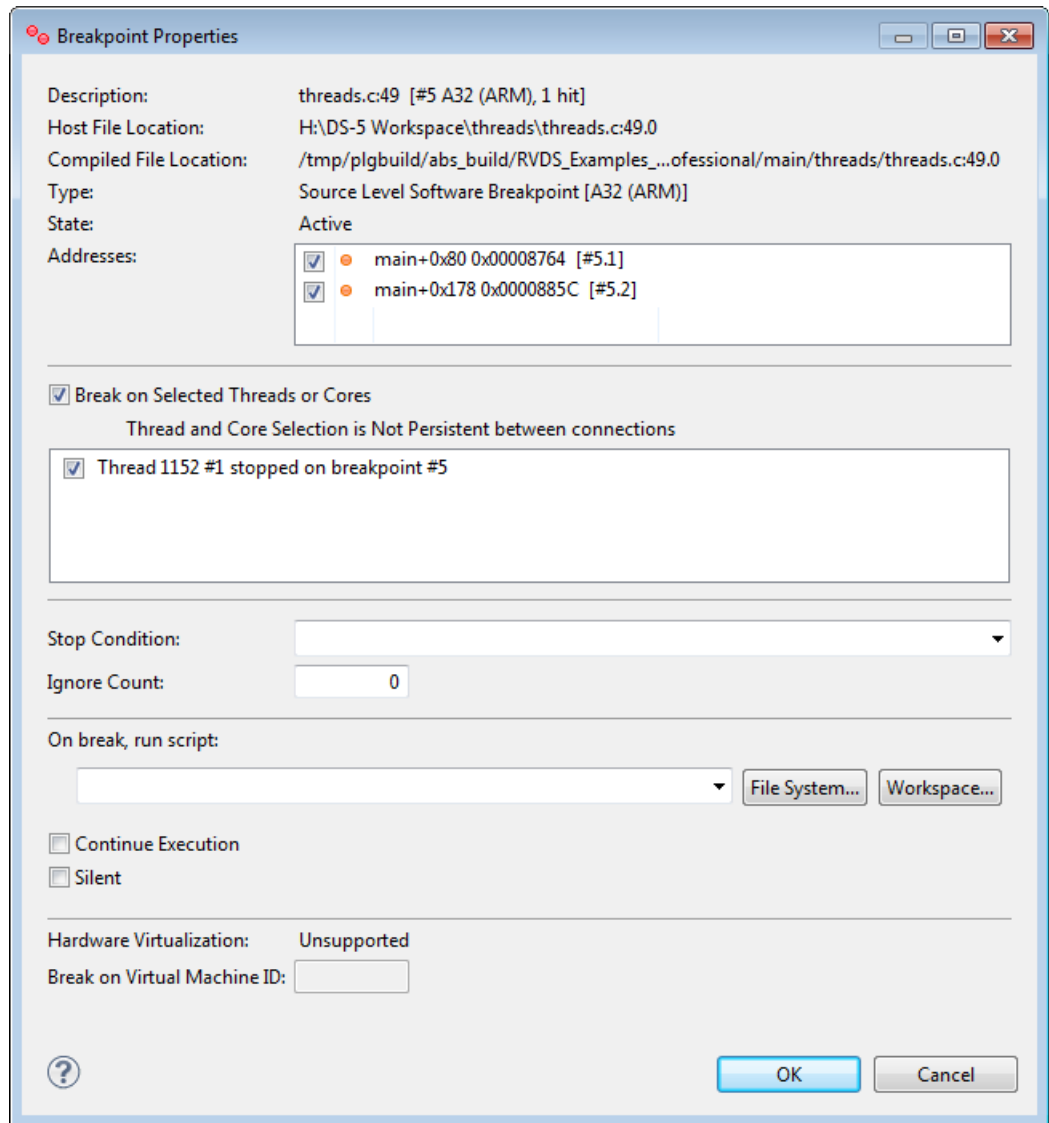 Breakpoint Properties
Description: threads.c:49 [#5 A32 (ARM), 1 hit]
Host File Location: H:\DS-5 Workspace\threads\threads.c:49.0
Compiled File Location: /tmp/plgbuild/abs_build/RVDS_Examples_...ofessional/main/threads/threads.c:49.0
Type: Source Level Software Breakpoint [A32 (ARM)]
State: Active
Addresses:
main+0x80 0x00008764 [#5.1]
main+0x178 0x0000885C [#5.2]
Break on Selected Threads or Cores
Thread and Core Selection is Not Persistent between connections
Thread 1152 #1 stopped on breakpoint #5
Stop Condition:
Ignore Count: 0
On break, run script:
File System... Workspace...
Continue Execution
Silent
Hardware Virtualization: Unsupported
Break on Virtual Machine ID:
? OK Cancel